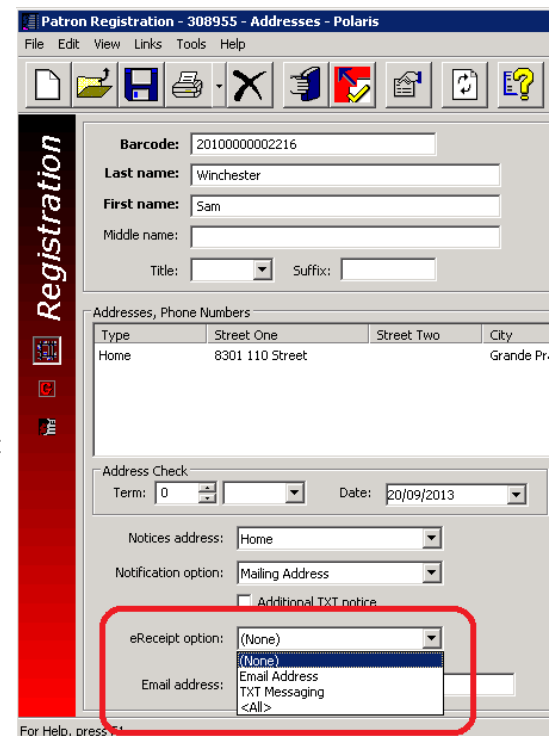 Patron Registration - 308955 - Addresses - Polaris
File Edit View Links Tools Help
Registration
Barcode: 20100000002216
Last name: Winchester
First name: Sam
Middle name:
Title: Suffix:
Addresses, Phone Numbers
Type Street One Street Two City
Home 8301 110 Street Grande Pr
Address Check
Term: 0 Date: 20/09/2013
Notices address: Home
Notification option: Mailing Address
Additional TXT notice
eReceipt option: (None)
(None)
Email Address
TXT Messaging
<All>
Email address:
For Help, press F1